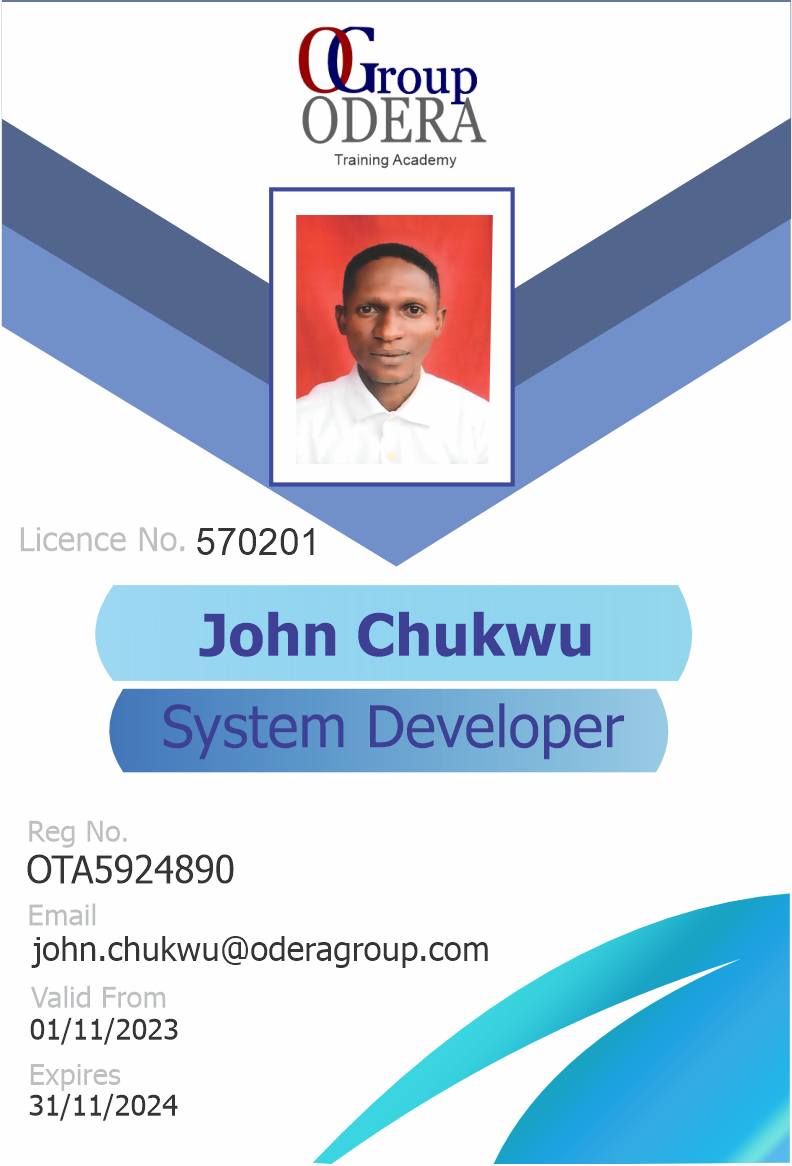 OGroup
ODERA
Training Academy
Licence No. 570201
John Chukwu
System Developer
Reg No.
OTA5924890
Email
john.chukwu@oderagroup.com
Valid From
01/11/2023
Expires
31/11/2024